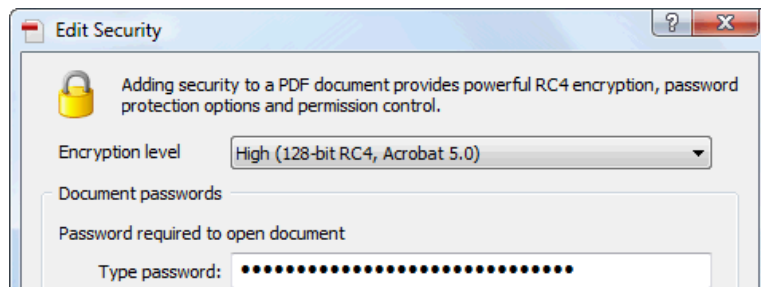 Edit Security
Adding security to a PDF document provides powerful RC4 encryption, password
protection options and permission control.
Encryption level High (128-bit RC4, Acrobat 5.0)
Document passwords
Password required to open document
Type password: ••••••••••••••••••••••••••••••